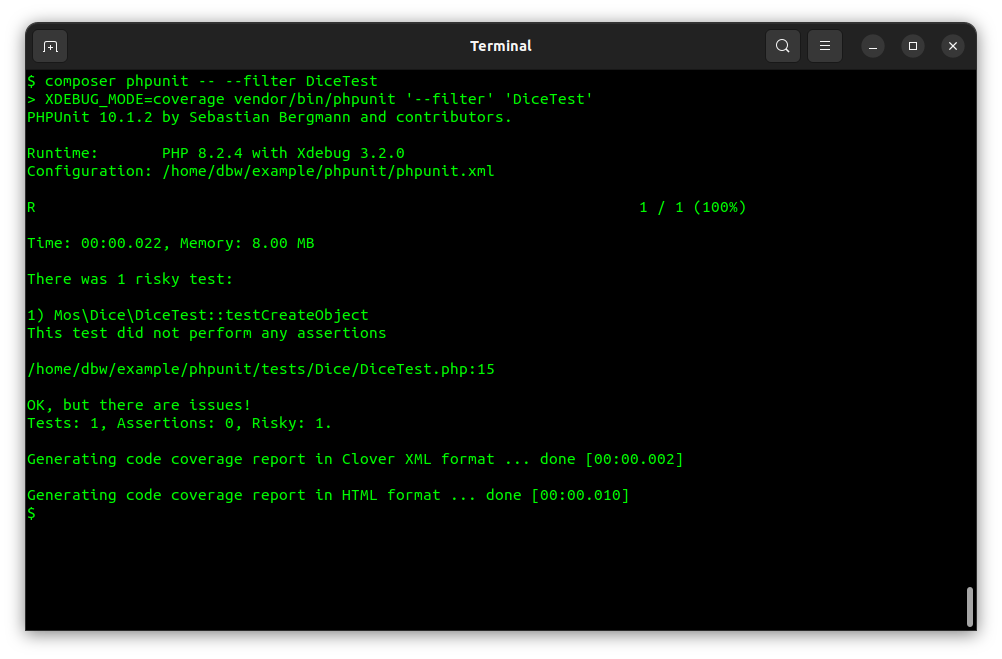 Terminal
$ composer phpunit -- --filter DiceTest
> XDEBUG_MODE=coverage vendor/bin/phpunit '--filter' 'DiceTest'
PHPUnit 10.1.2 by Sebastian Bergmann and contributors.
Runtime:       PHP 8.2.4 with Xdebug 3.2.0
Configuration: /home/dbw/example/phpunit/phpunit.xml
R                                                                   1 / 1 (100%)
Time: 00:00.022, Memory: 8.00 MB
There was 1 risky test:
1) Mos\Dice\DiceTest::testCreateObject
This test did not perform any assertions
/home/dbw/example/phpunit/tests/Dice/DiceTest.php:15
OK, but there are issues!
Tests: 1, Assertions: 0, Risky: 1.
Generating code coverage report in Clover XML format ... done [00:00.002]
Generating code coverage report in HTML format ... done [00:00.010]
$